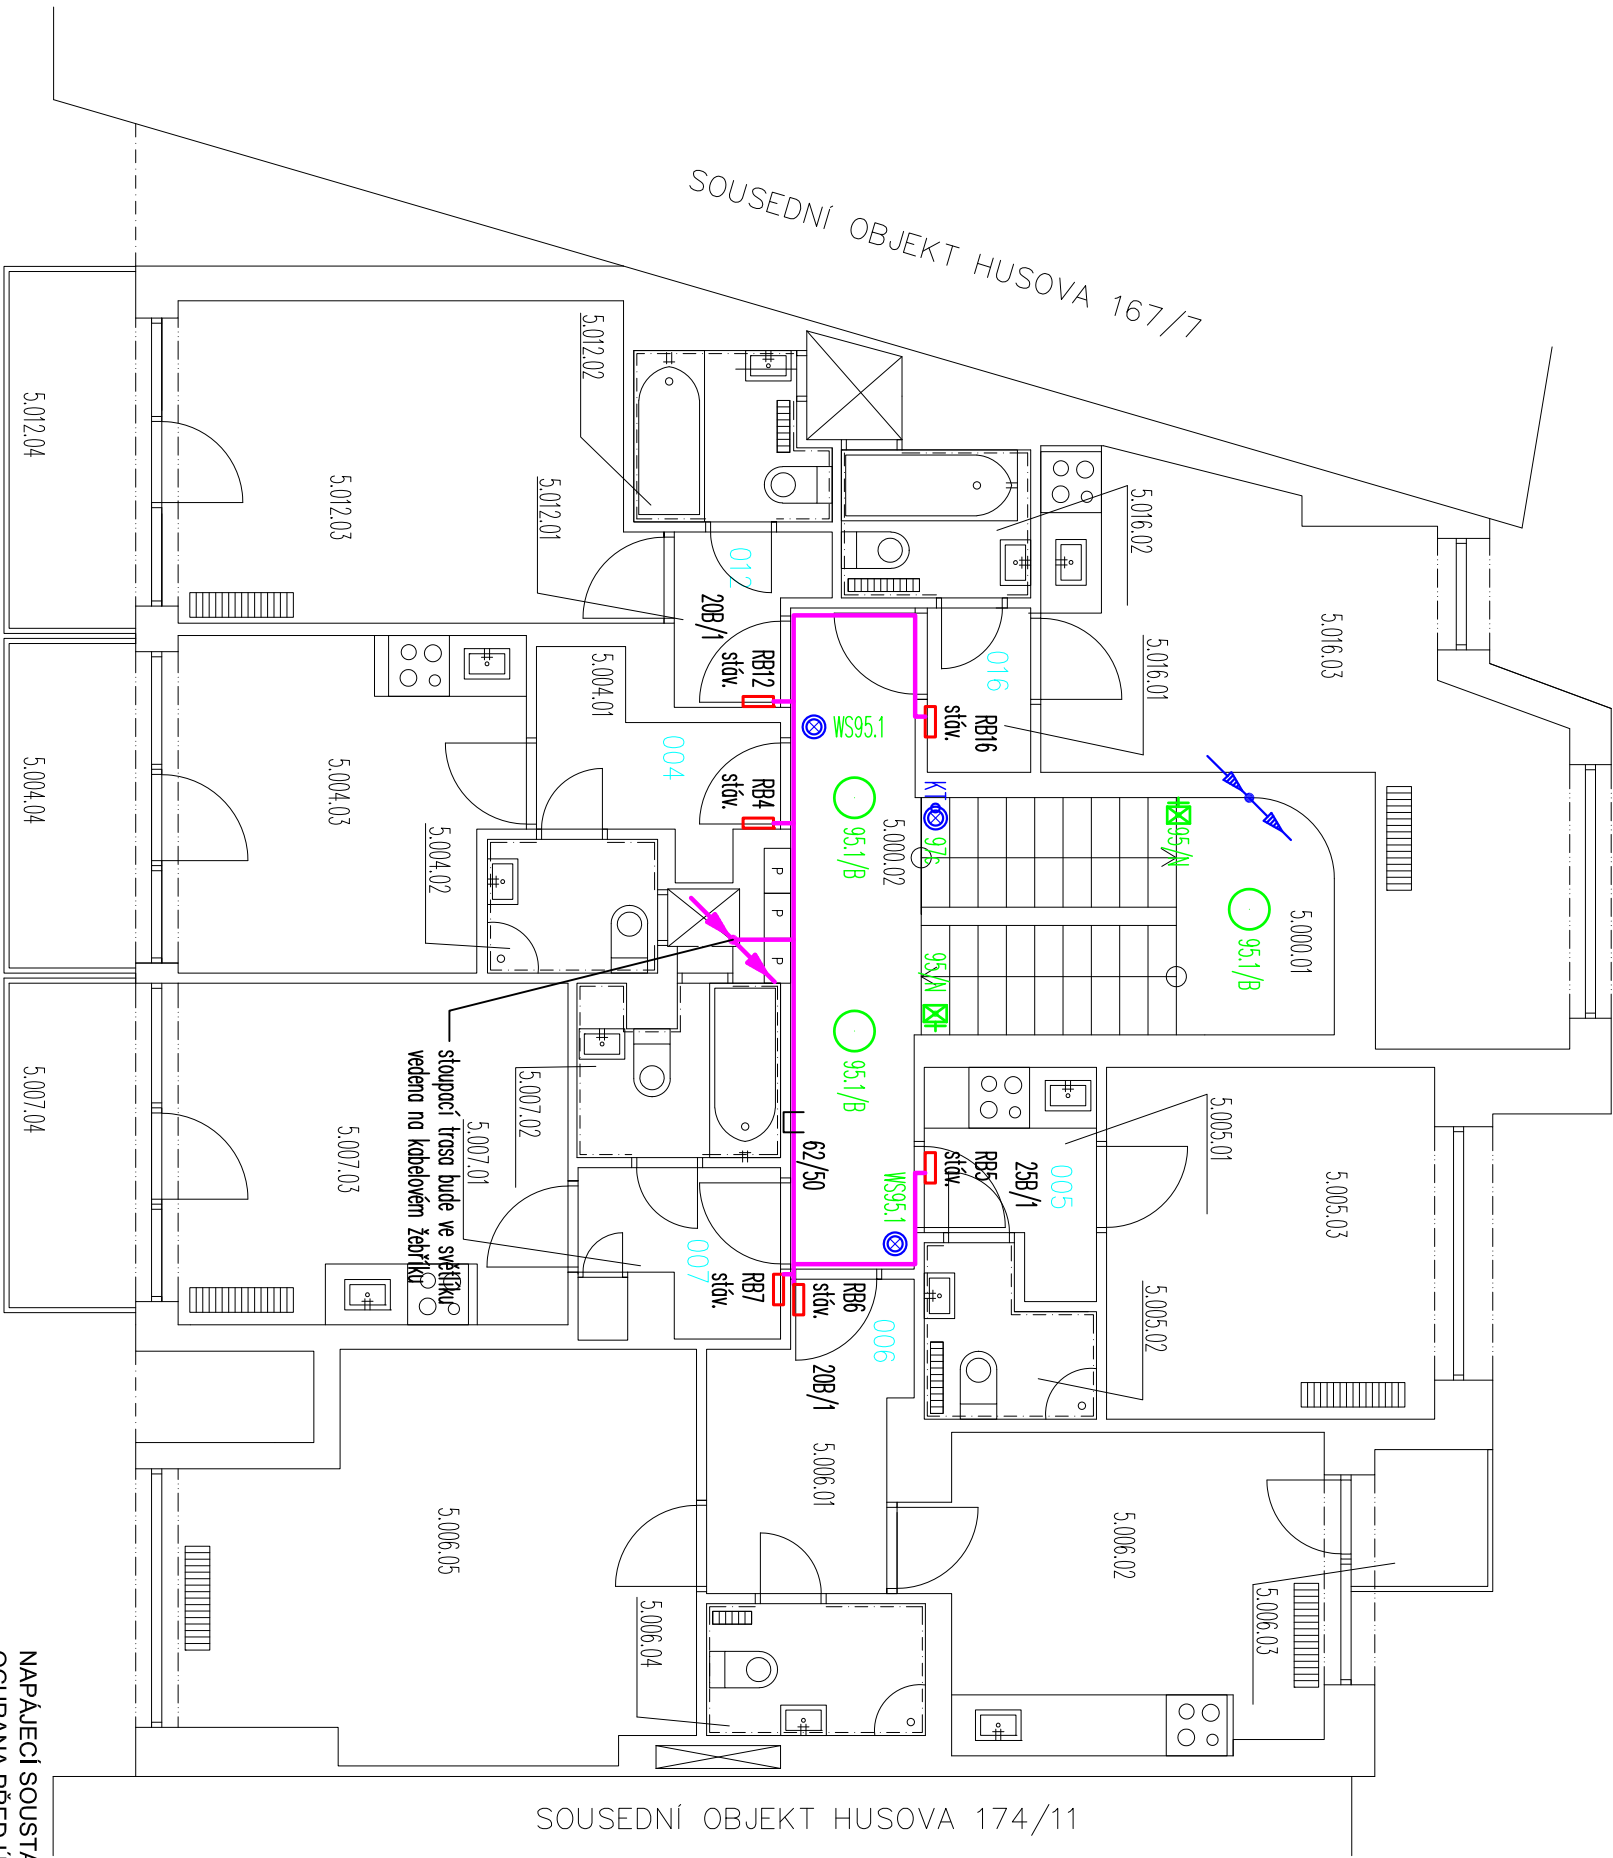 SOUSEDNÍ OBJEKT HUSOVA 167/7
5.012.04
5.012.03
5.012.02
5.012.01
012
20B/1
RB12
stáv.
5.016.02
5.016.03
5.016.01
016
RB16
stáv.
5.004.04
5.004.03
5.004.01
5.004.02
004
RB4
stáv.
WS95.1
95.1/B
5.000.02
KT
97s
95/N
5.000.01
95.1/B
P
P
P
95/N
95.1/B
62/50
WS95.1
stoupací trasa bude ve světlíku
vedena na kabelovém žebříku
5.007.04
5.007.03
5.007.02
5.007.01
007
RB7
stáv.
RB6
stáv.
006
20B/1
RB5
stáv.
25B/1
005
5.005.01
5.005.03
5.005.02
5.006.01
5.006.02
5.006.03
5.006.04
5.006.05
NAPÁJECÍ SOUSTA
SOUSEDNÍ OBJEKT HUSOVA 174/11